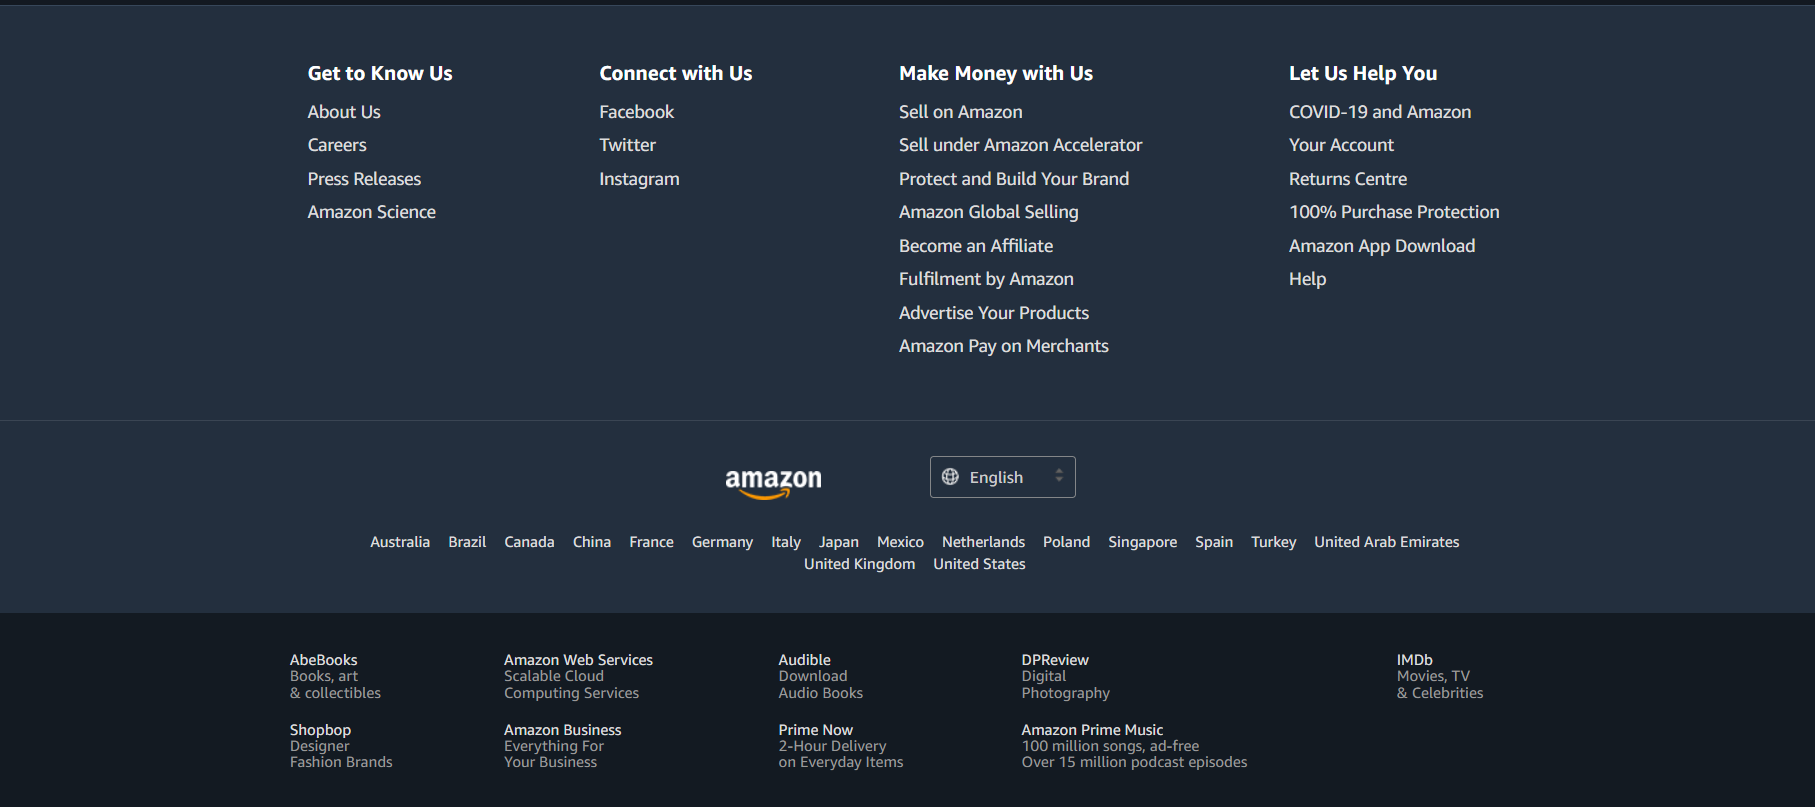 Get to Know Us
About Us
Careers
Press Releases
Amazon Science
Connect with Us
Facebook
Twitter
Instagram
Make Money with Us
Sell on Amazon
Sell under Amazon Accelerator
Protect and Build Your Brand
Amazon Global Selling
Become an Affiliate
Fulfilment by Amazon
Advertise Your Products
Amazon Pay on Merchants
Let Us Help You
COVID-19 and Amazon
Your Account
Returns Centre
100% Purchase Protection
Amazon App Download
Help
amazon
English
Australia Brazil Canada China France Germany Italy Japan Mexico Netherlands Poland Singapore Spain Turkey United Arab Emirates
United Kingdom United States
AbeBooks
Books, art
& collectibles
Amazon Web Services
Scalable Cloud
Computing Services
Audible
Download
Audio Books
DPReview
Digital
Photography
IMDb
Movies, TV
& Celebrities
Shopbop
Designer
Fashion Brands
Amazon Business
Everything For
Your Business
Prime Now
2-Hour Delivery
on Everyday Items
Amazon Prime Music
100 million songs, ad-free
Over 15 million podcast episodes